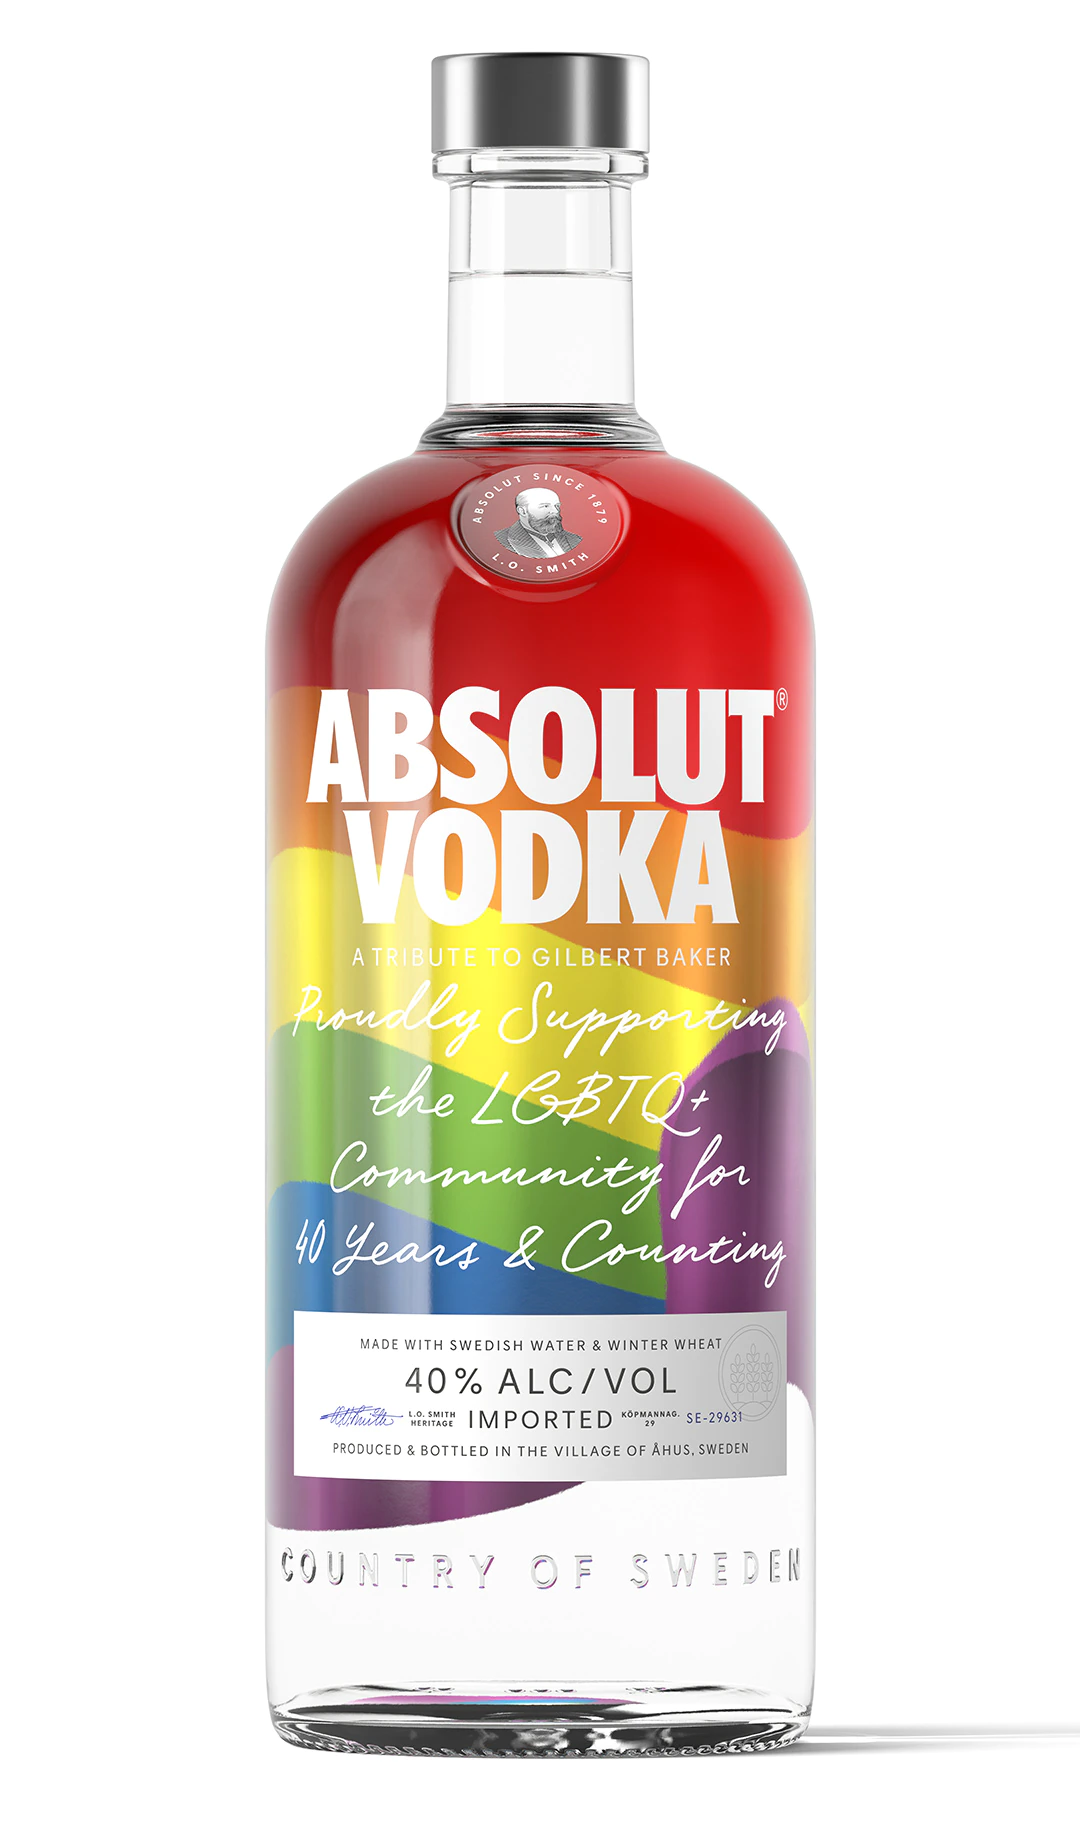 ABSOLUT SINCE 1879
L.O. SMITH
ABSOLUT®
VODKA
A TRIBUTE TO GILBERT BAKER
Proudly Supporting
the LGBTQ+
Community for
40 Years & Counting
MADE WITH SWEDISH WATER & WINTER WHEAT
40% ALC/VOL
L.O. SMITH
HERITAGE
IMPORTED
KÖPMANNAG.
29
SE-29631
PRODUCED & BOTTLED IN THE VILLAGE OF ÅHUS, SWEDEN
COUNTRY OF SWEDEN